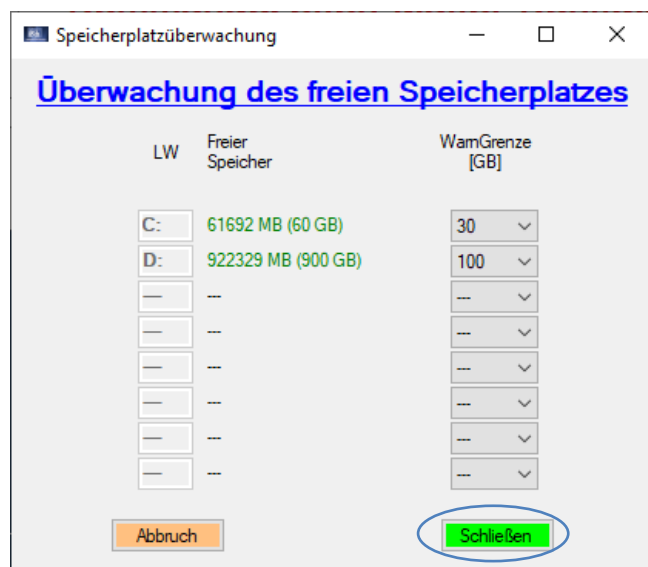 Speicherplatzüberwachung
Überwachung des freien Speicherplatzes
LW Freier Speicher WarnGrenze [GB]
C: 61692 MB (60 GB) 30
D: 922329 MB (900 GB) 100
--- --- ---
--- --- ---
--- --- ---
--- --- ---
--- --- ---
--- --- ---
Abbruch Schließen